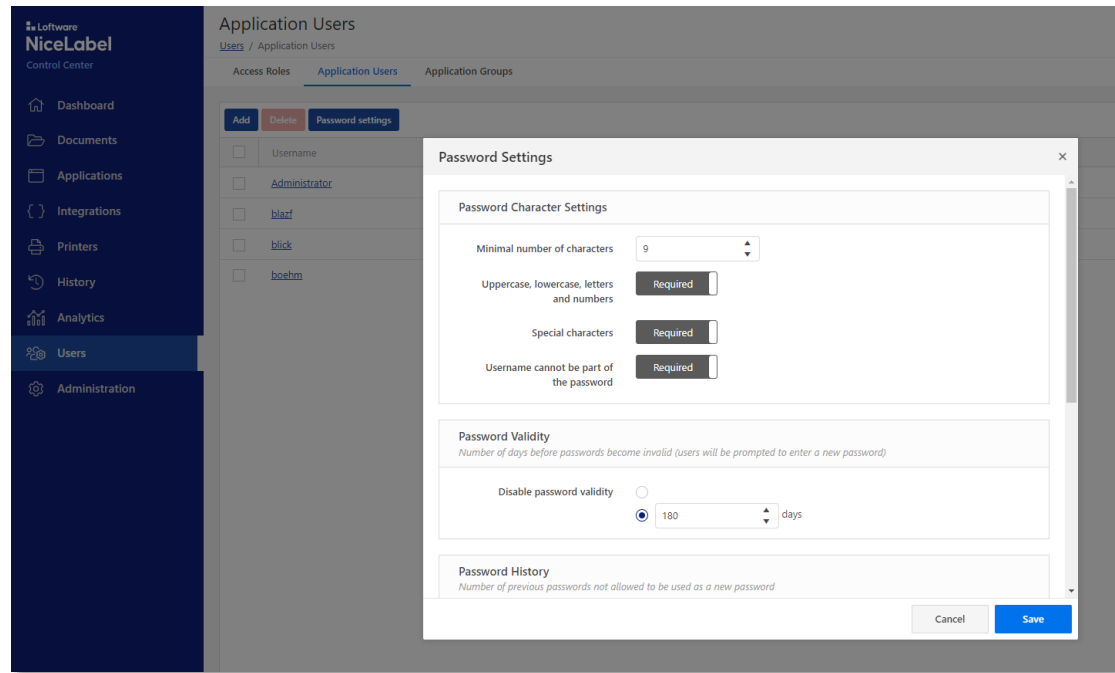 Loftware
NiceLabel
Control Center
Dashboard
Documents
Applications
Integrations
Printers
History
Analytics
Users
Administration
Application Users
Users / Application Users
Access Roles Application Users Application Groups
Add Delete Password settings
Username
Administrator
blazf
blick
boehm
Password Settings
Password Character Settings
Minimal number of characters 9
Uppercase, lowercase, letters
and numbers
Required
Special characters Required
Username cannot be part of
the password
Required
Password Validity
Number of days before passwords become invalid (users will be prompted to enter a new password)
Disable password validity
180 days
Password History
Number of previous passwords not allowed to be used as a new password
Cancel Save